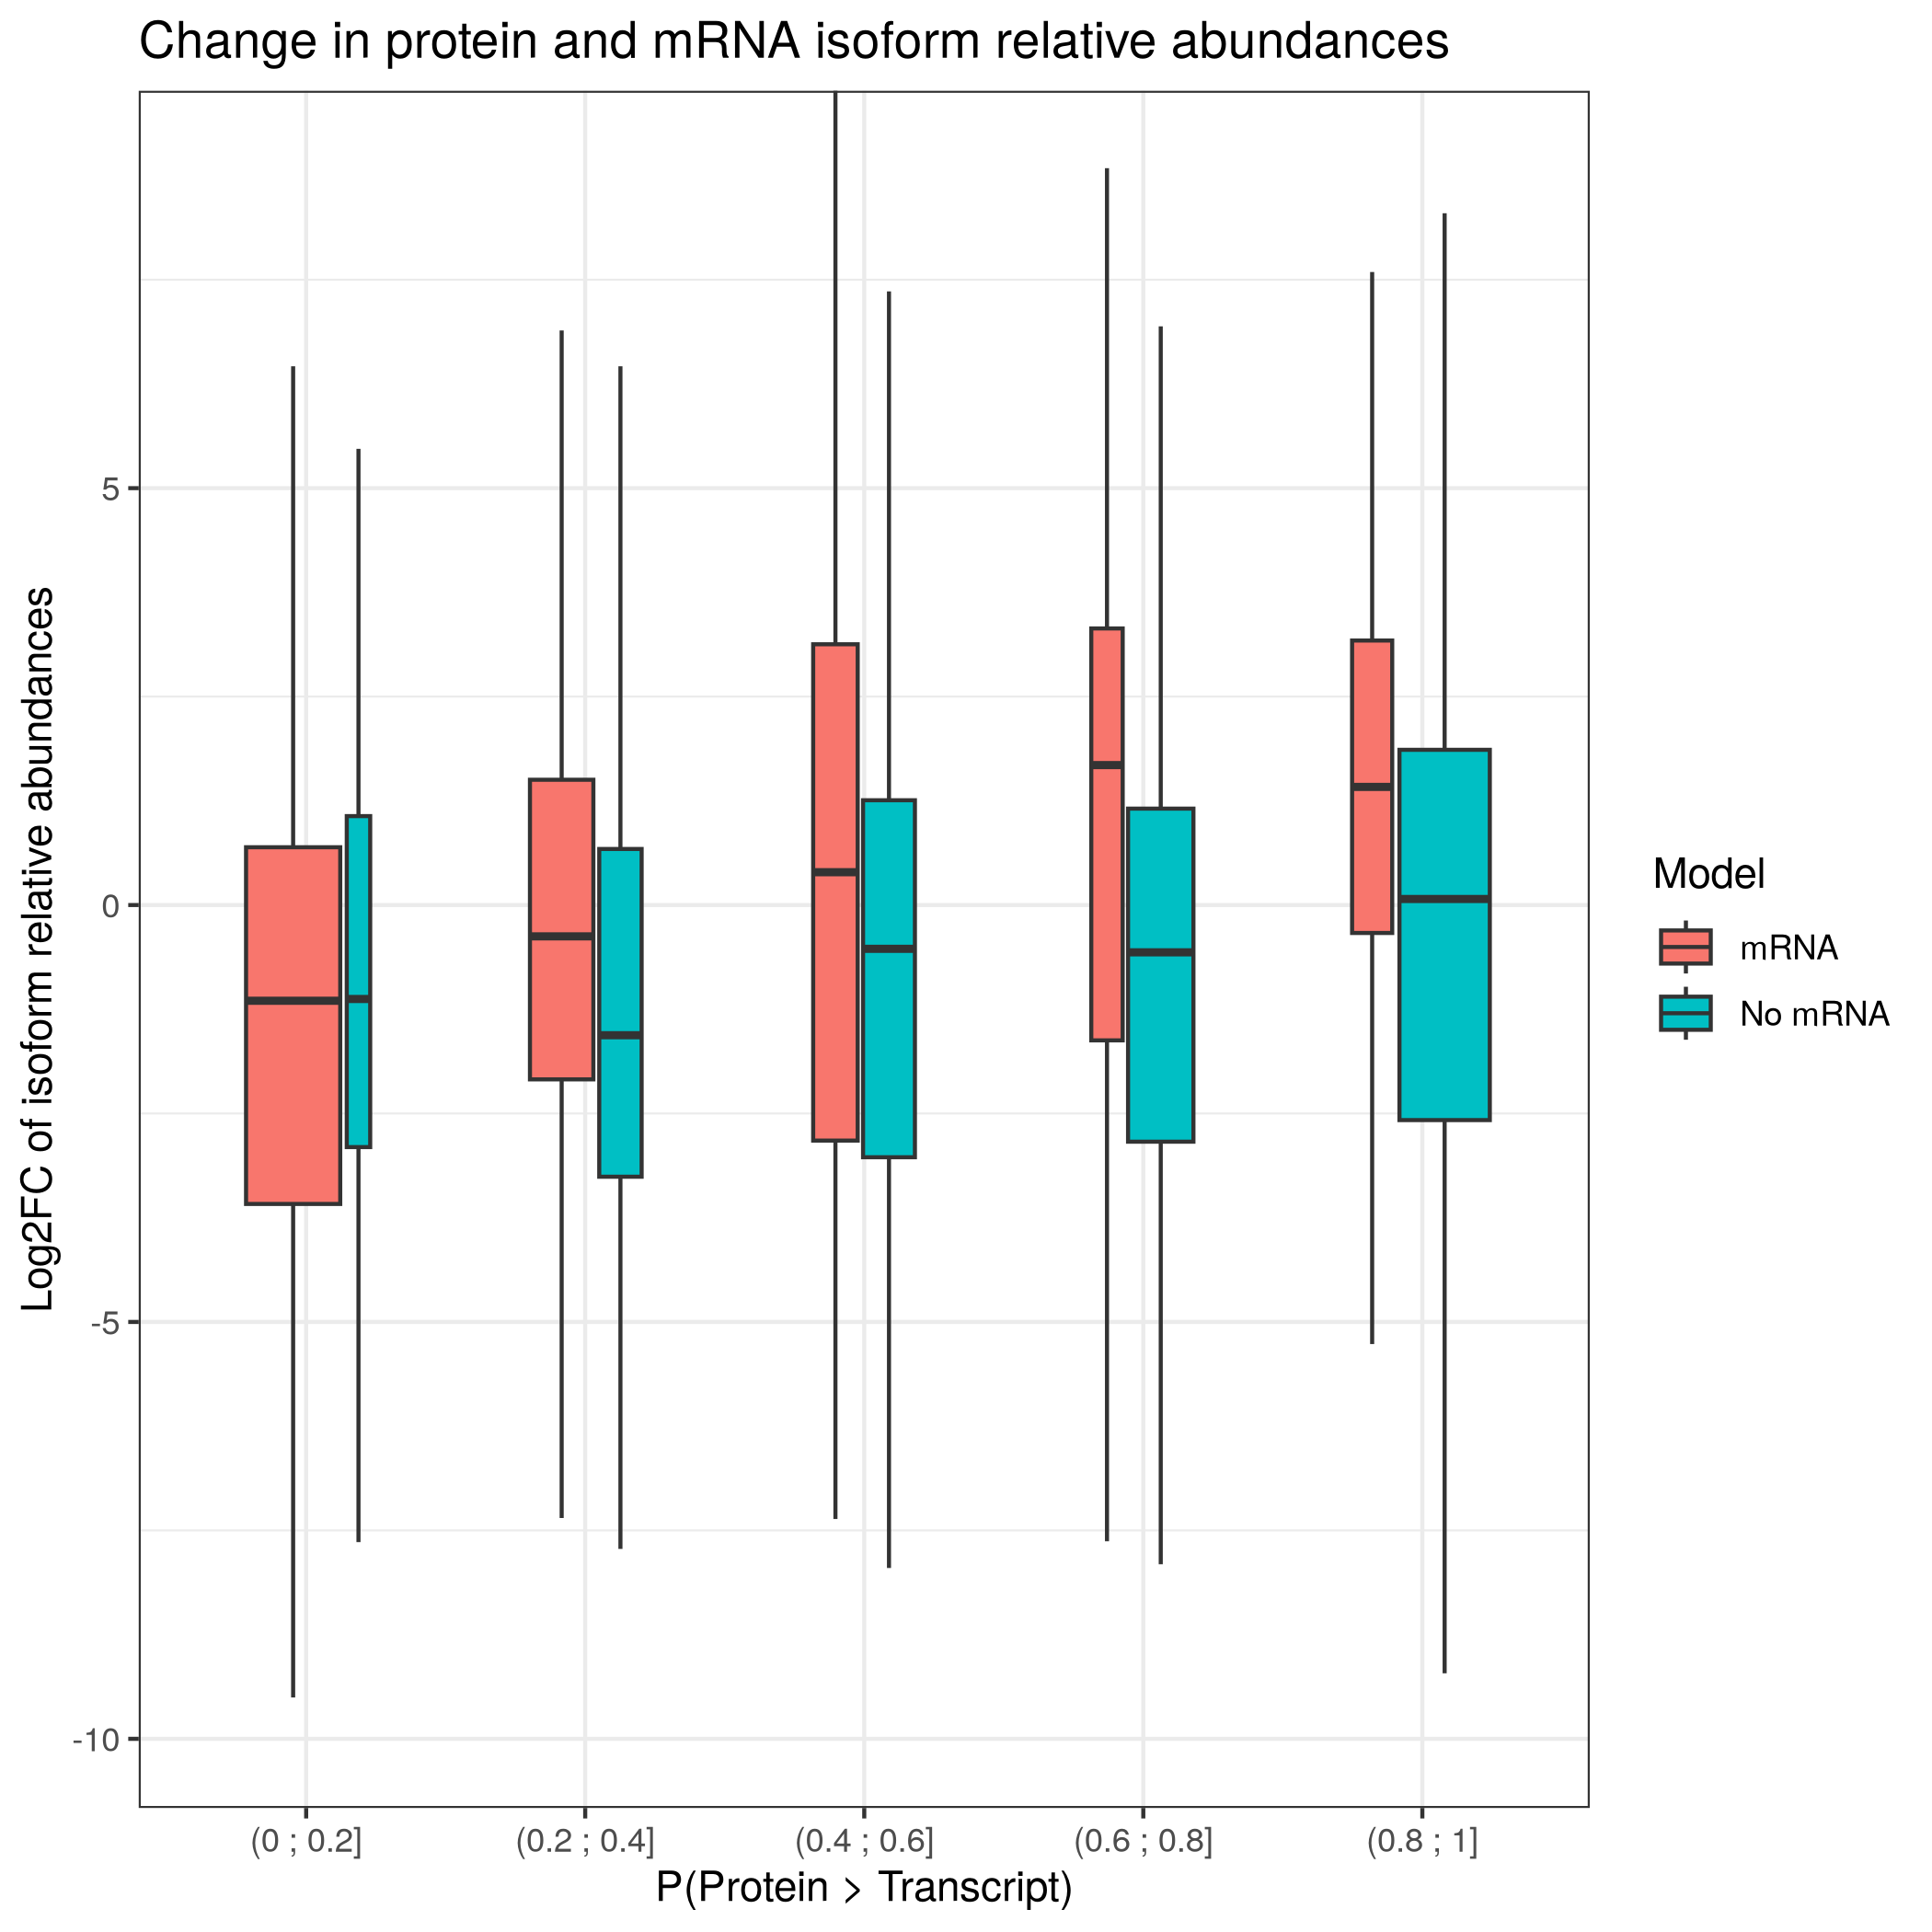 Change in protein and mRNA isoform relative abundances
Log2FC of isoform relative abundances
5
0
-5
-10
(0 ; 0.2]
(0.2 ; 0.4]
(0.4 ; 0.6]
(0.6 ; 0.8]
(0.8 ; 1]
P(Protein > Transcript)
Model
mRNA
No mRNA